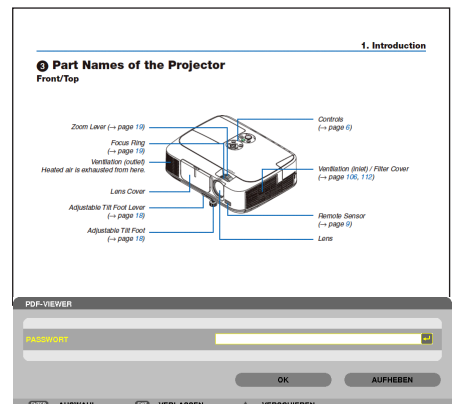 1. Introduction
❸ Part Names of the Projector
Front/Top
Zoom Lever (→ page 19)
Focus Ring
(→ page 19)
Ventilation (outlet)
Heated air is exhausted from here.
Lens Cover
Adjustable Tilt Foot Lever
(→ page 18)
Adjustable Tilt Foot
(→ page 18)
Controls
(→ page 6)
Ventilation (inlet) / Filter Cover
(→ page 106, 112)
Remote Sensor
(→ page 9)
Lens
PDF-VIEWER
PASSWORT
OK AUFHEBEN
AUSWAHL VERLASSEN VERSCHIEBEN